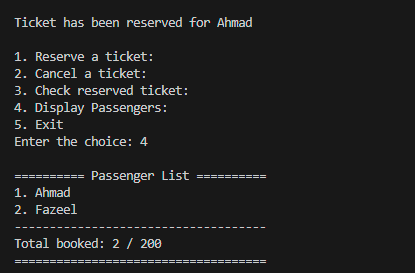 Ticket has been reserved for Ahmad
1. Reserve a ticket:
2. Cancel a ticket:
3. Check reserved ticket:
4. Display Passengers:
5. Exit
Enter the choice: 4
========== Passenger List ==========
1. Ahmad
2. Fazeel
------------------------------------
Total booked: 2 / 200
====================================